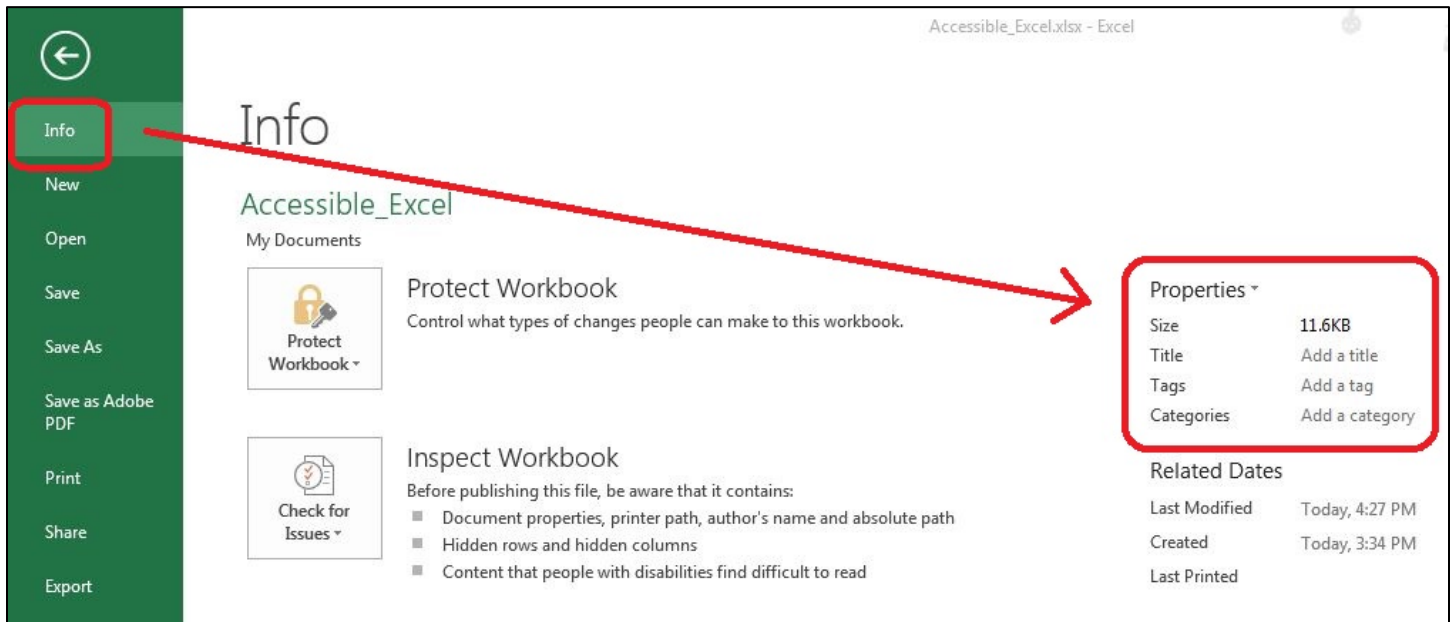 Accessible_Excel.xlsx - Excel
Info
New
Open
Save
Save As
Save as Adobe
PDF
Print
Share
Export
Info
Accessible_Excel
My Documents
Protect
Workbook
Protect Workbook
Control what types of changes people can make to this workbook.
Check for
Issues
Inspect Workbook
Before publishing this file, be aware that it contains:
Document properties, printer path, author's name and absolute path
Hidden rows and hidden columns
Content that people with disabilities find difficult to read
Properties
Size 11.6KB
Title Add a title
Tags Add a tag
Categories Add a category
Related Dates
Last Modified Today, 4:27 PM
Created Today, 3:34 PM
Last Printed